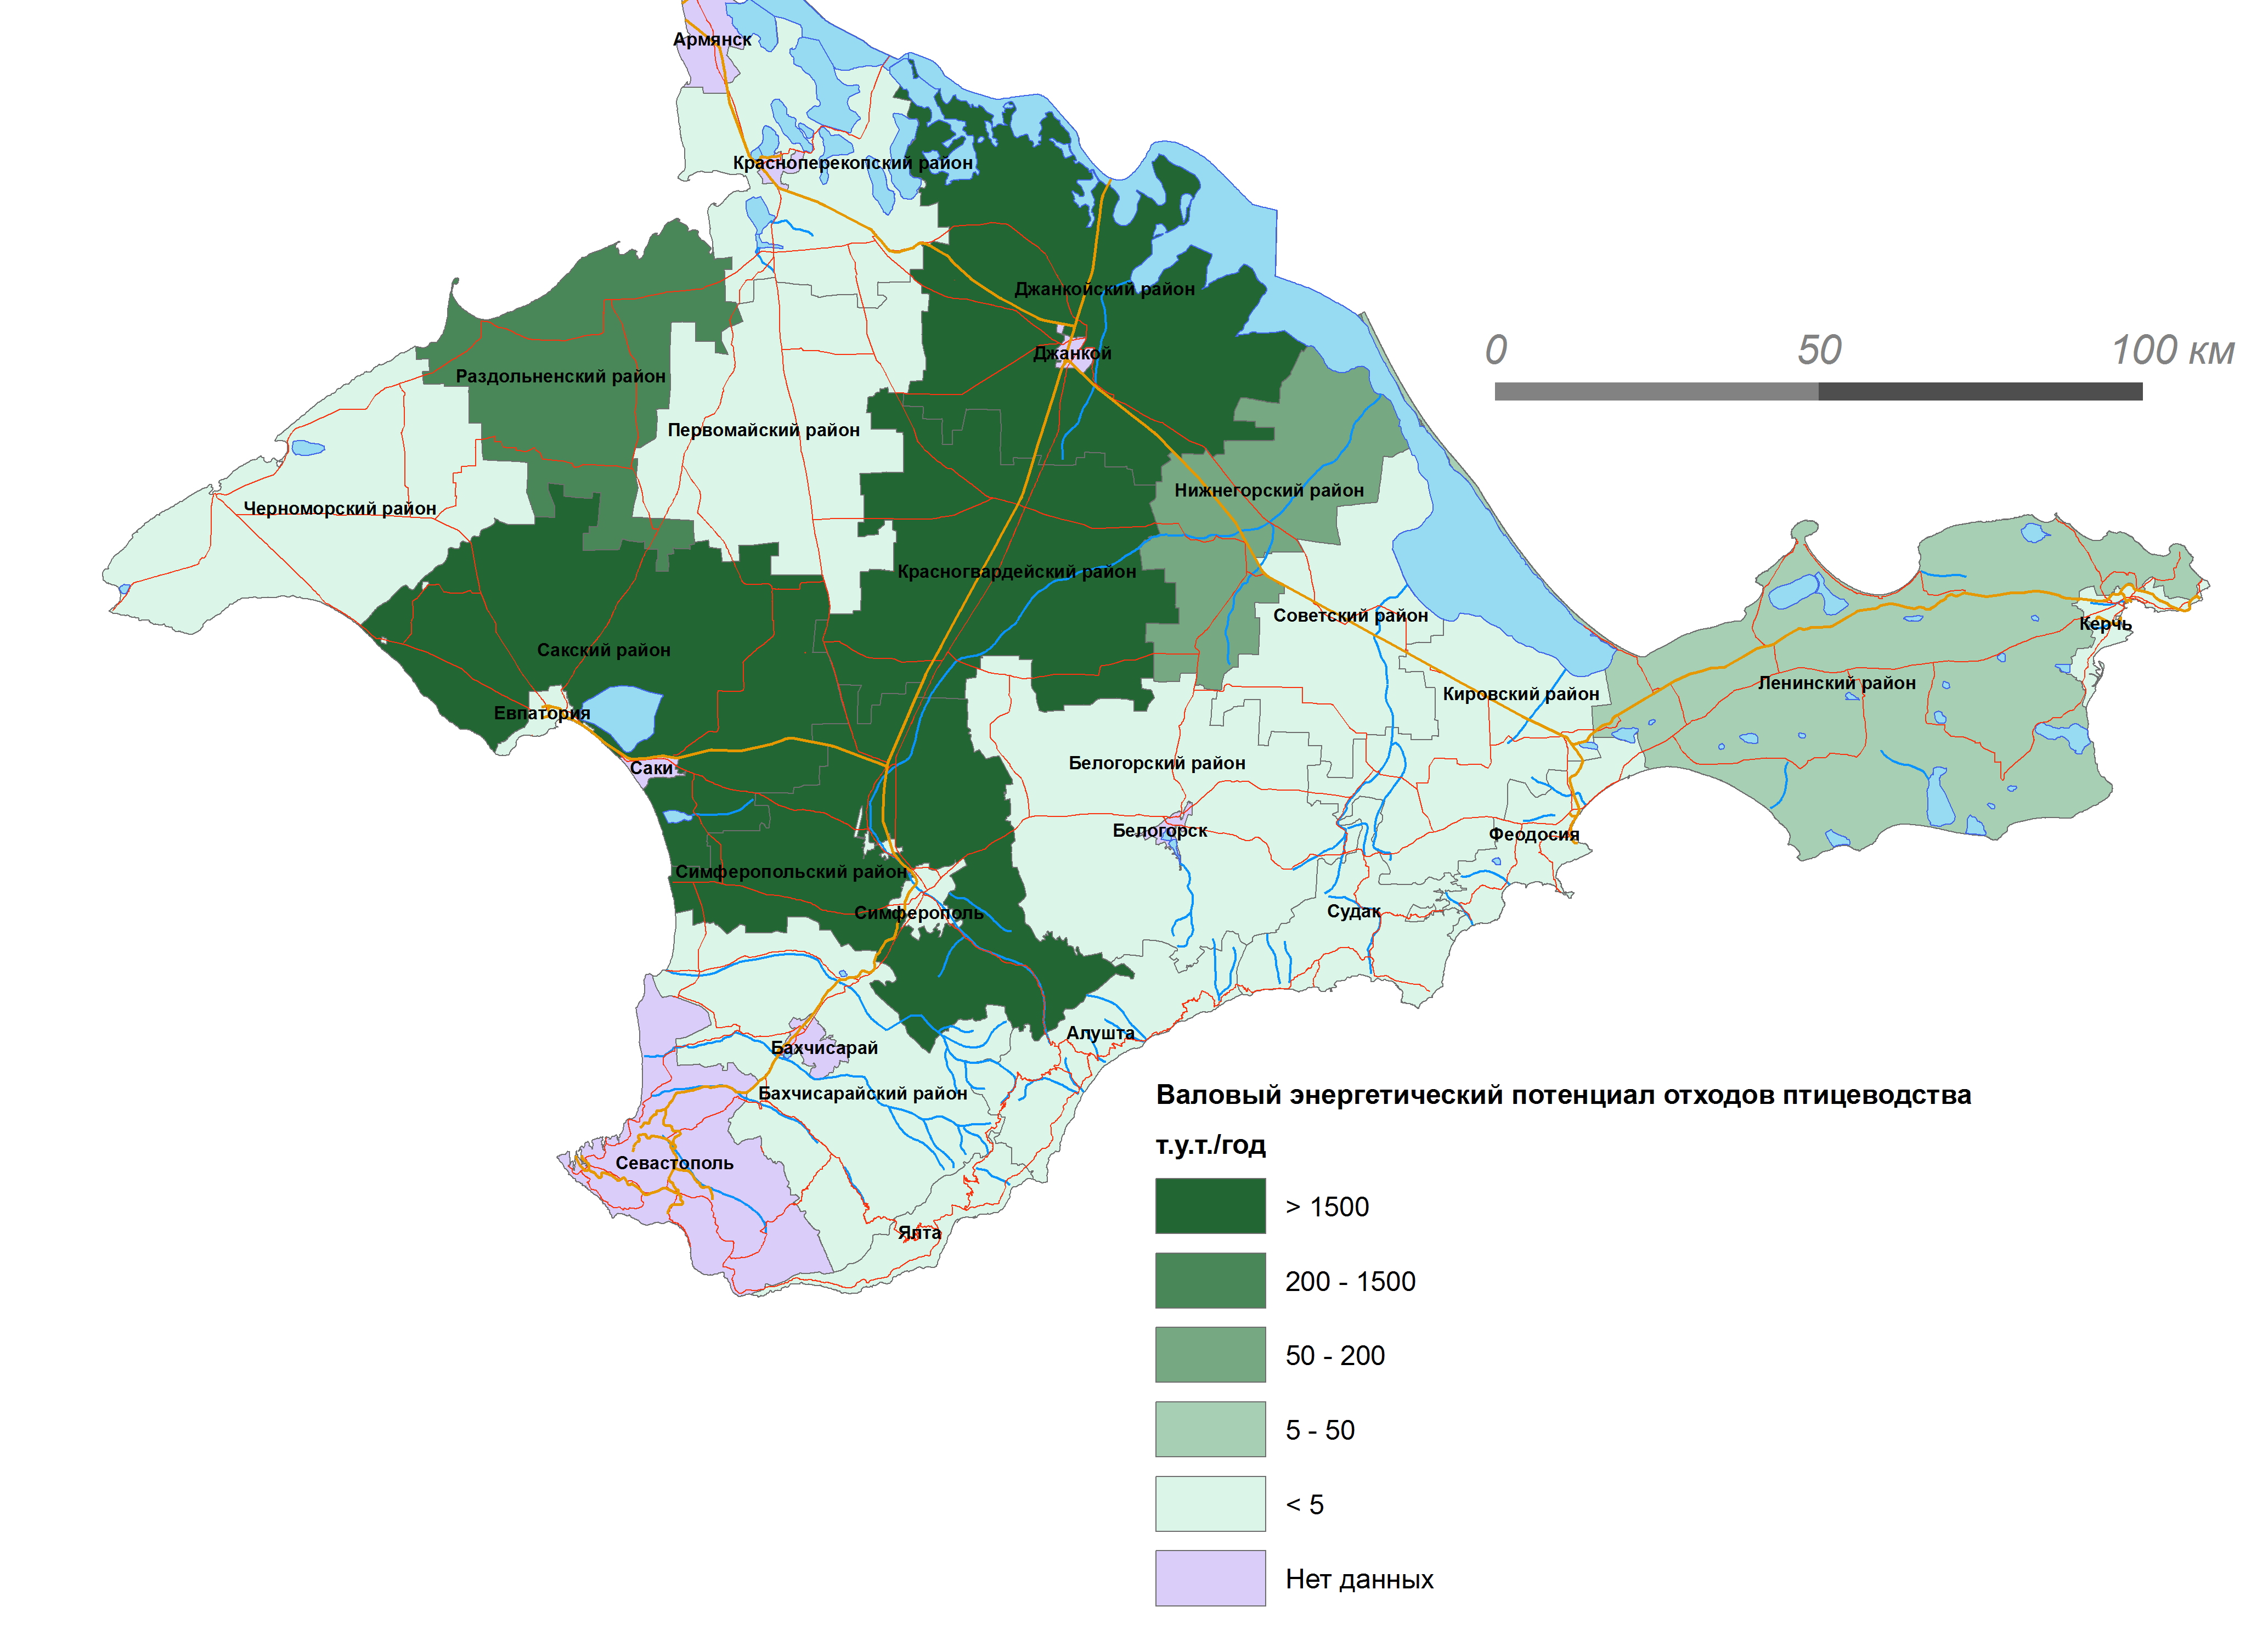 Армянск
Красноперекопский район
Джанкойский район
0 50 100 км
Джанкой
Раздольненский район
Первомайский район
Нижнегорский район
Черноморский район
Красногвардейский район
Советский район
Керчь
Сакский район
Ленинский район
Кировский район
Евпатория
Белогорский район
Саки
Белогорск
Феодосия
Симферопольский район
Судак
Симферополь
Алушта
Бахчисарай
Бахчисарайский район
Севастополь
Ялта
Валовый энергетический потенциал отходов птицеводства
т.у.т./год
> 1500
200 - 1500
50 - 200
5 - 50
< 5
Нет данных